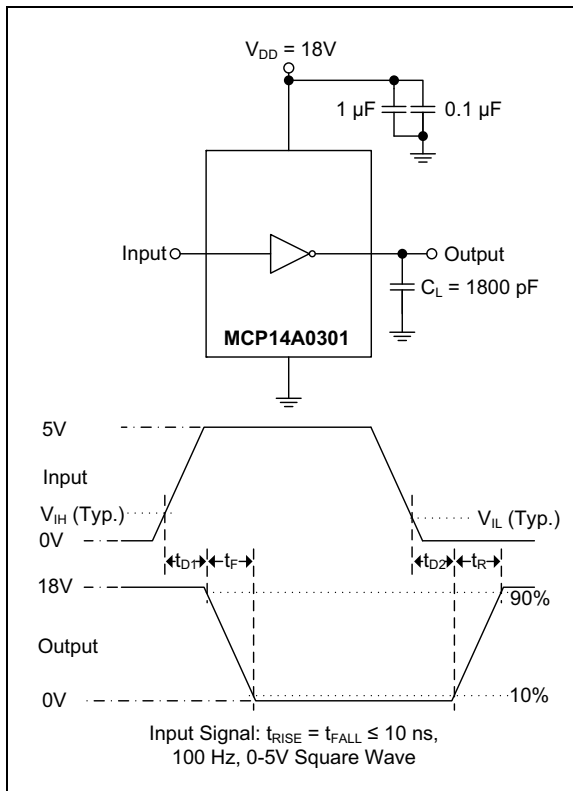 V_DD = 18V
1 µF 0.1 µF
Input Output
C_L = 1800 pF
MCP14A0301
5V
Input
V_IH (Typ.) V_IL (Typ.)
0V
t_D1 t_F t_D2 t_R
18V
90%
Output
0V 10%
Input Signal: t_RISE = t_FALL ≤ 10 ns,
100 Hz, 0-5V Square Wave